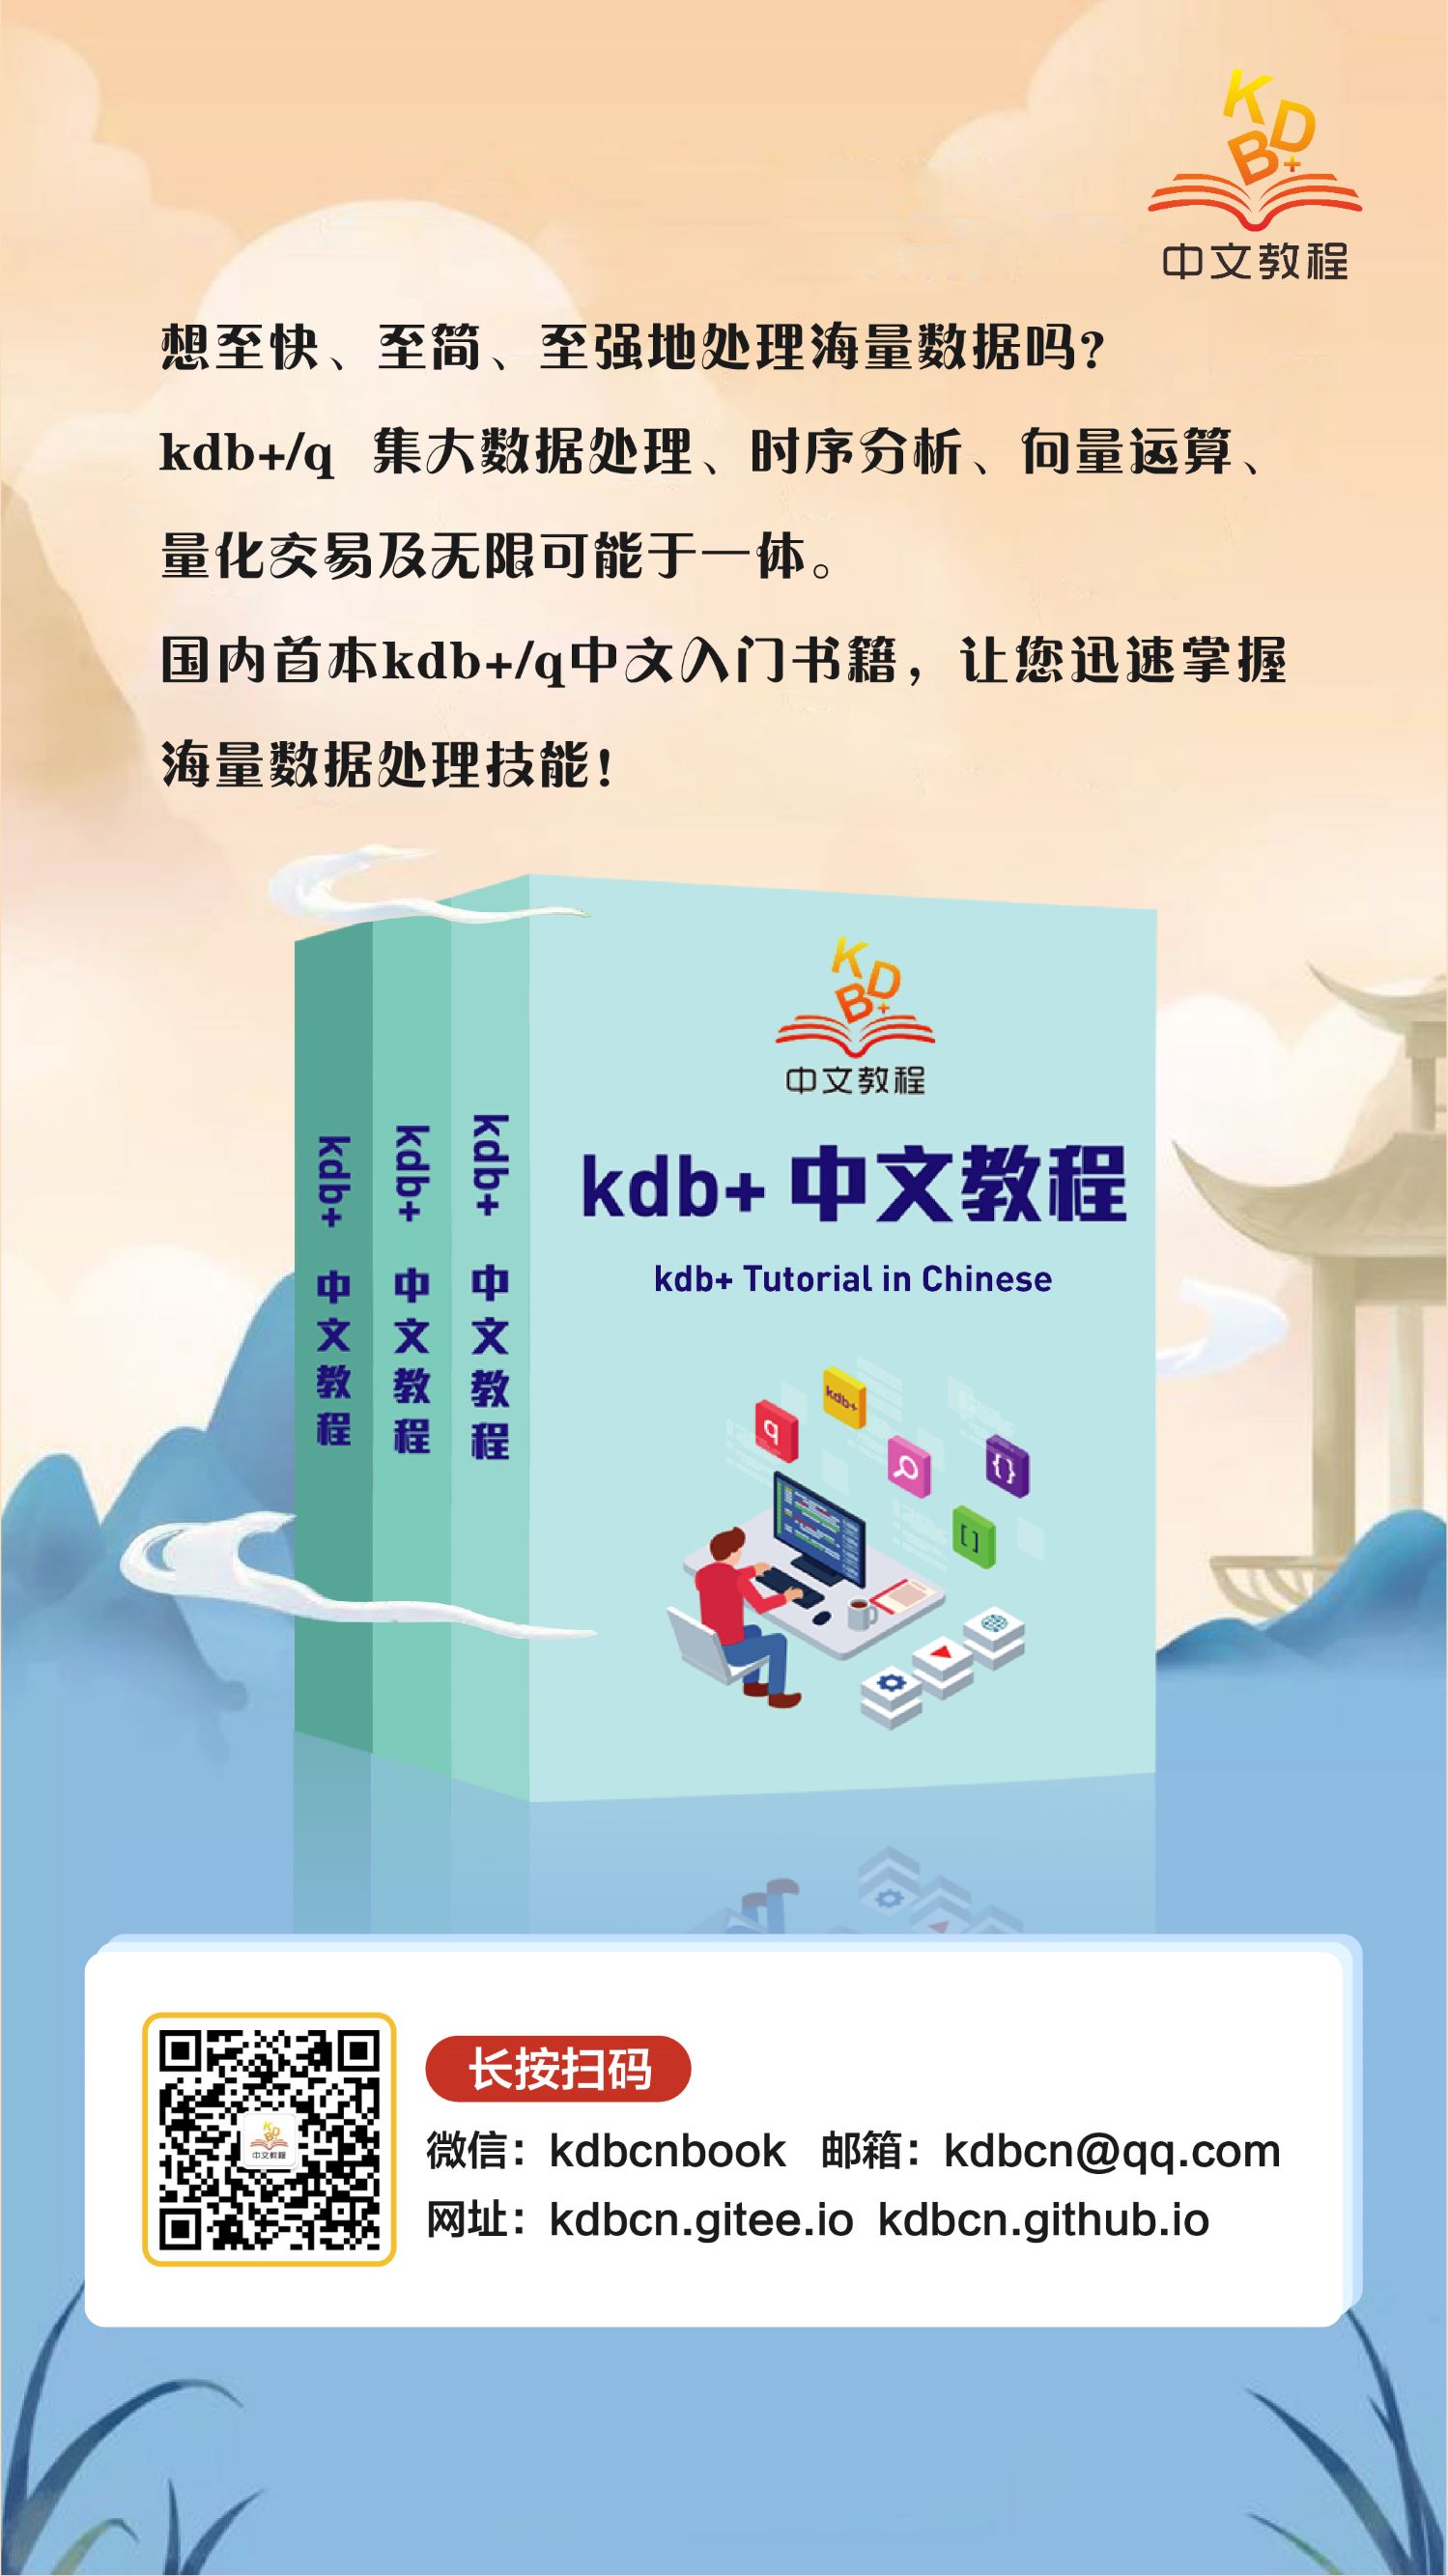 KDB+
中文教程
想至快、至简、至强地处理海量数据吗?
kdb+/q 集大数据处理、时序分析、向量运算、
量化交易及无限可能于一体。
国内首本kdb+/q中文入门书籍，让您迅速掌握
海量数据处理技能!
KDB+
中文教程
kdb+ 中文教程
kdb+ 中文教程
kdb+ 中文教程
kdb+ 中文教程
kdb+ Tutorial in Chinese
kdb+
q
{}
[]
KDB+
中文教程
长按扫码
微信：kdbcnbook 邮箱：kdbcn@qq.com
网址：kdbcn.gitee.io kdbcn.github.io